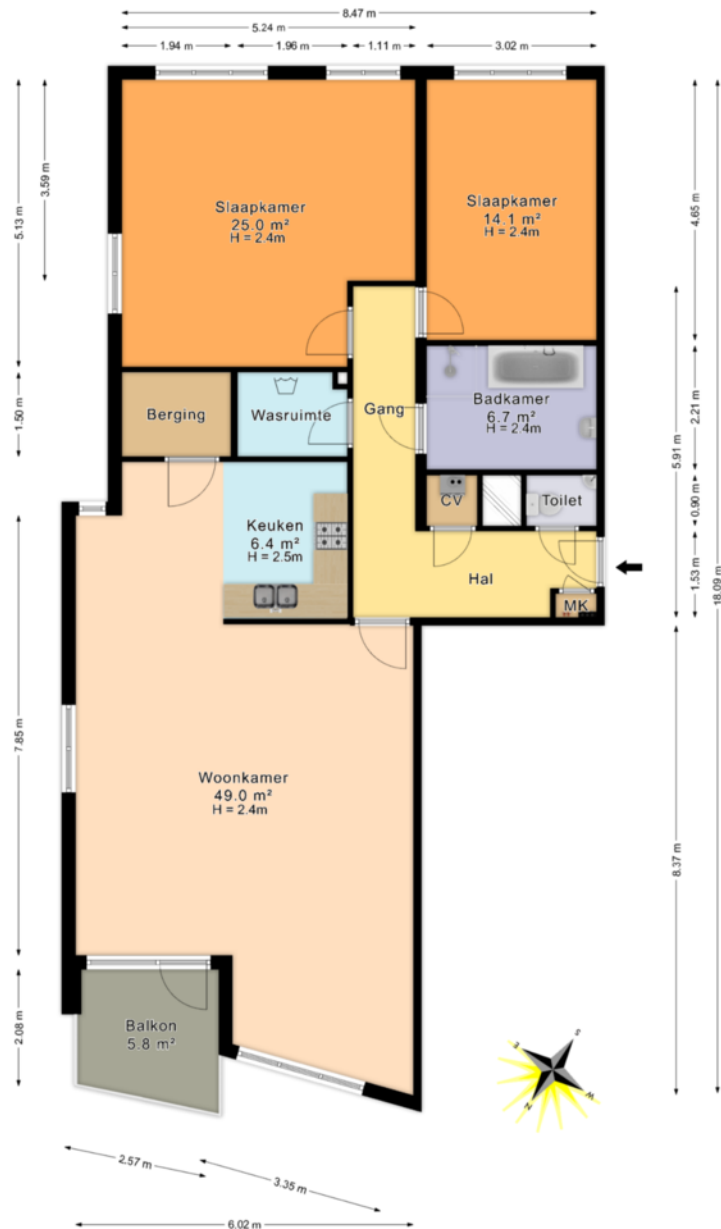 8.47 m
5.24 m
1.94 m
1.96 m
1.11 m
3.02 m
3.59 m
5.13 m
4.65 m
Slaapkamer
25.0 m²
H = 2.4m
Slaapkamer
14.1 m²
H = 2.4m
1.50 m
Berging
Wasruimte
Gang
Badkamer
6.7 m²
H = 2.4m
2.21 m
5.91 m
Keuken
6.4 m²
H = 2.5m
CV
Toilet
0.90 m
Hal
MK
1.53 m
18.09 m
7.85 m
Woonkamer
49.0 m²
H = 2.4m
8.37 m
Balkon
5.8 m²
2.08 m
S
E
W
N
2.57 m
3.35 m
6.02 m